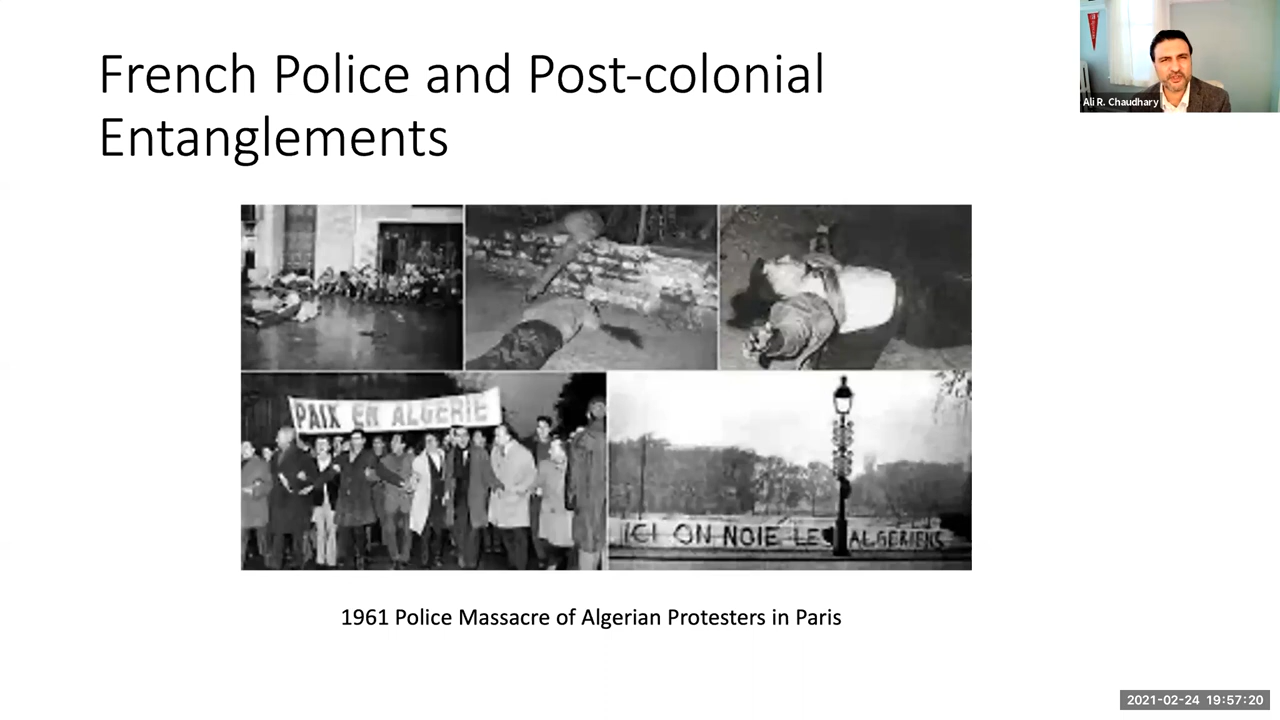 French Police and Post-colonial
Entanglements
Ali R. Chaudhary
PAIX EN ALGERIE
ICI ON NOIE LES ALGERIENS
1961 Police Massacre of Algerian Protesters in Paris
2021-02-24 19:57:20